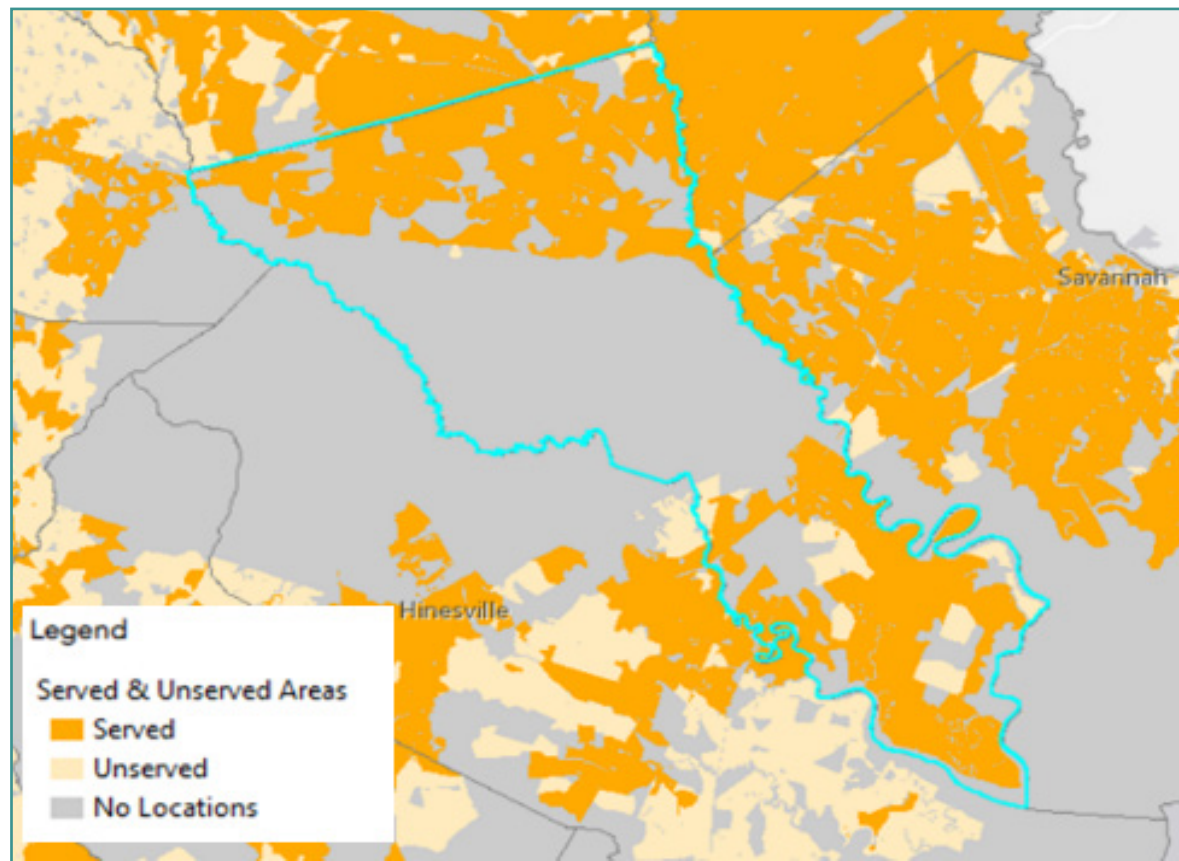 Savannah
Hinesville
Legend
Served & Unserved Areas
Served
Unserved
No Locations